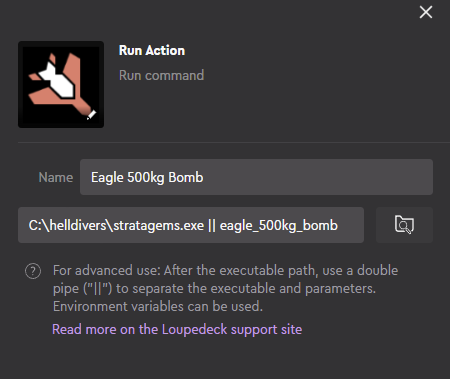 Run Action
Run command
Name
Eagle 500kg Bomb
C:\helldivers\stratagems.exe || eagle_500kg_bomb
For advanced use: After the executable path, use a double
pipe ("||") to separate the executable and parameters.
Environment variables can be used.
Read more on the Loupedeck support site